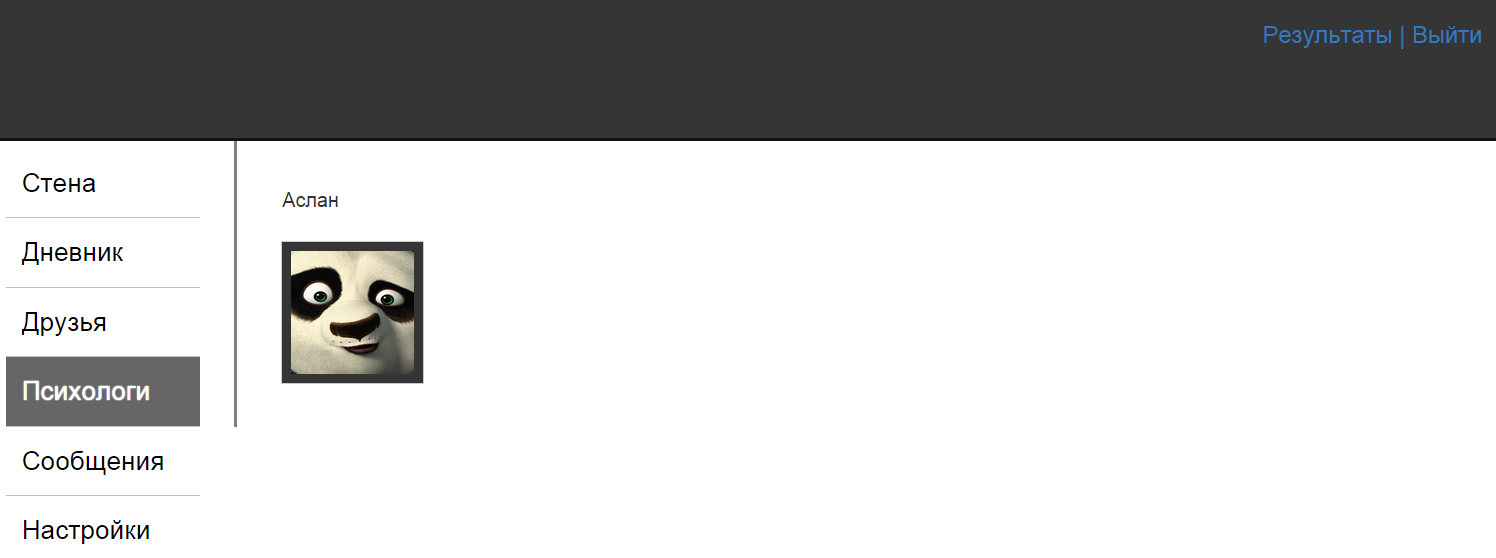 Результаты | Выйти
Стена
Дневник
Друзья
Психологи
Сообщения
Настройки
Аслан